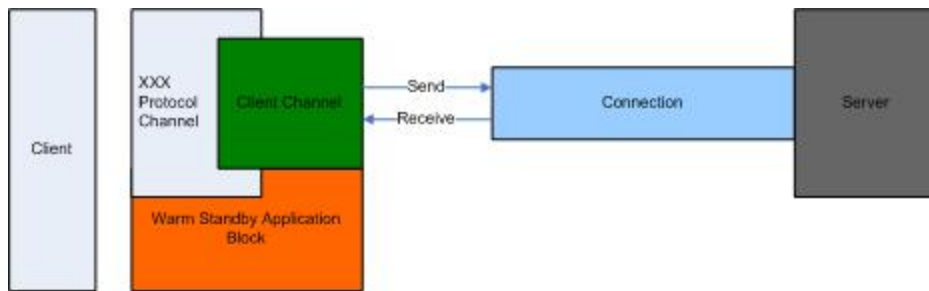 Client
XXX
Protocol
Channel
Client Channel
Warm Standby Application
Block
Send
Receive
Connection
Server